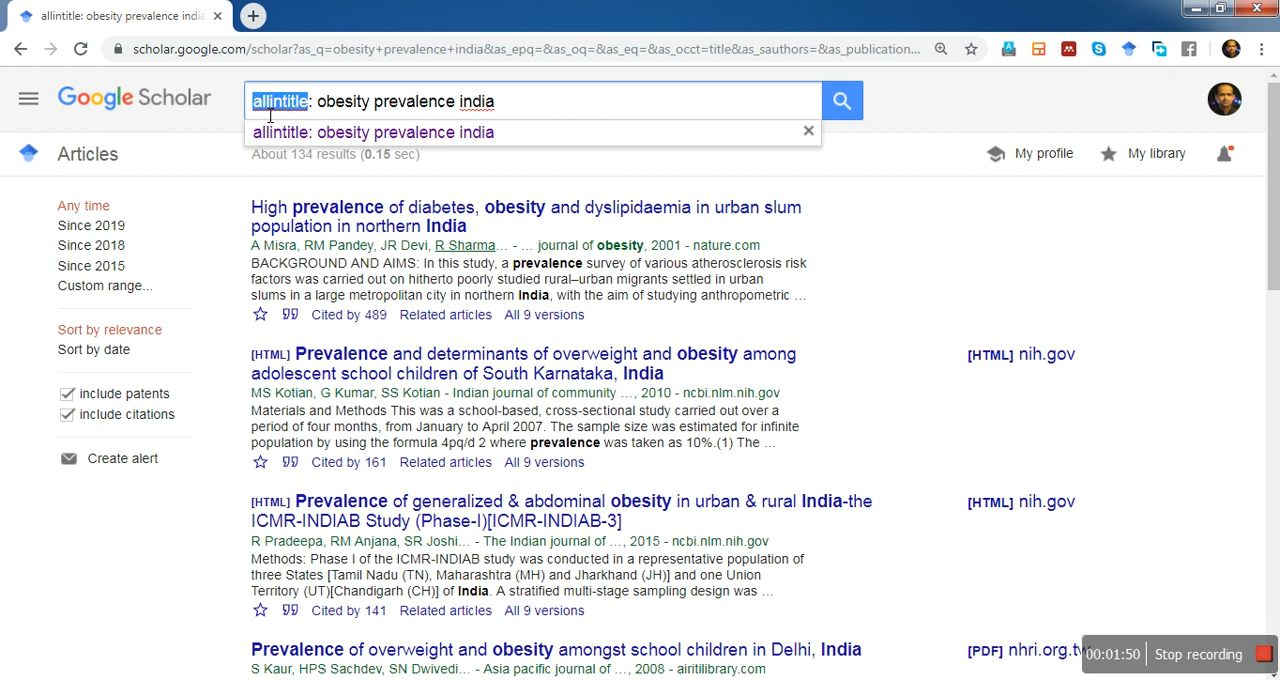 allintitle: obesity prevalence india
scholar.google.com/scholar?as_q=obesity+prevalence+india&as_epq=&as_oq=&as_eq=&as_occt=title&as_sauthors=&as_publication...
Google Scholar
allintitle: obesity prevalence india
allintitle: obesity prevalence india
Articles
About 134 results (0.15 sec)
My profile
My library
Any time
Since 2019
Since 2018
Since 2015
Custom range...
Sort by relevance
Sort by date
include patents
include citations
Create alert
High prevalence of diabetes, obesity and dyslipidaemia in urban slum
population in northern India
A Misra, RM Pandey, JR Devi, R Sharma... - ... journal of obesity, 2001 - nature.com
BACKGROUND AND AIMS: In this study, a prevalence survey of various atherosclerosis risk
factors was carried out on hitherto poorly studied rural–urban migrants settled in urban
slums in a large metropolitan city in northern India, with the aim of studying anthropometric ...
Cited by 489 Related articles All 9 versions
[HTML] Prevalence and determinants of overweight and obesity among
adolescent school children of South Karnataka, India
MS Kotian, G Kumar, SS Kotian - Indian journal of community ..., 2010 - ncbi.nlm.nih.gov
Materials and Methods This was a school-based, cross-sectional study carried out over a
period of four months, from January to April 2007. The sample size was estimated for infinite
population by using the formula 4pq/d 2 where prevalence was taken as 10%.(1) The ...
Cited by 161 Related articles All 9 versions
[HTML] nih.gov
[HTML] Prevalence of generalized & abdominal obesity in urban & rural India-the
ICMR-INDIAB Study (Phase-I)[ICMR-INDIAB-3]
R Pradeepa, RM Anjana, SR Joshi... - The Indian journal of ..., 2015 - ncbi.nlm.nih.gov
Methods: Phase I of the ICMR-INDIAB study was conducted in a representative population of
three States [Tamil Nadu (TN), Maharashtra (MH) and Jharkhand (JH)] and one Union
Territory (UT)[Chandigarh (CH)] of India. A stratified multi-stage sampling design was ...
Cited by 141 Related articles All 9 versions
[HTML] nih.gov
Prevalence of overweight and obesity amongst school children in Delhi, India
S Kaur, HPS Sachdev, SN Dwivedi... - Asia pacific journal of ..., 2008 - airitilibrary.com
[PDF] nhri.org.tw
00:01:50 Stop recording